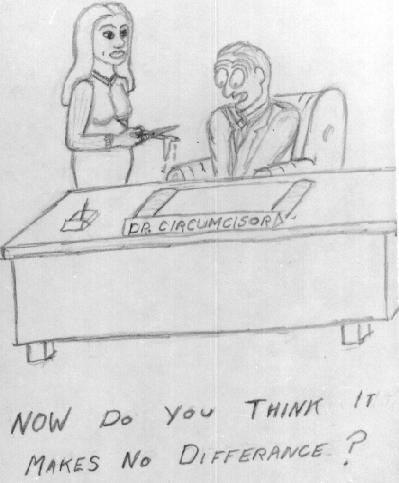 DR. CIRCUMCISOR
NOW DO YOU THINK IT
MAKES NO DIFFERANCE?